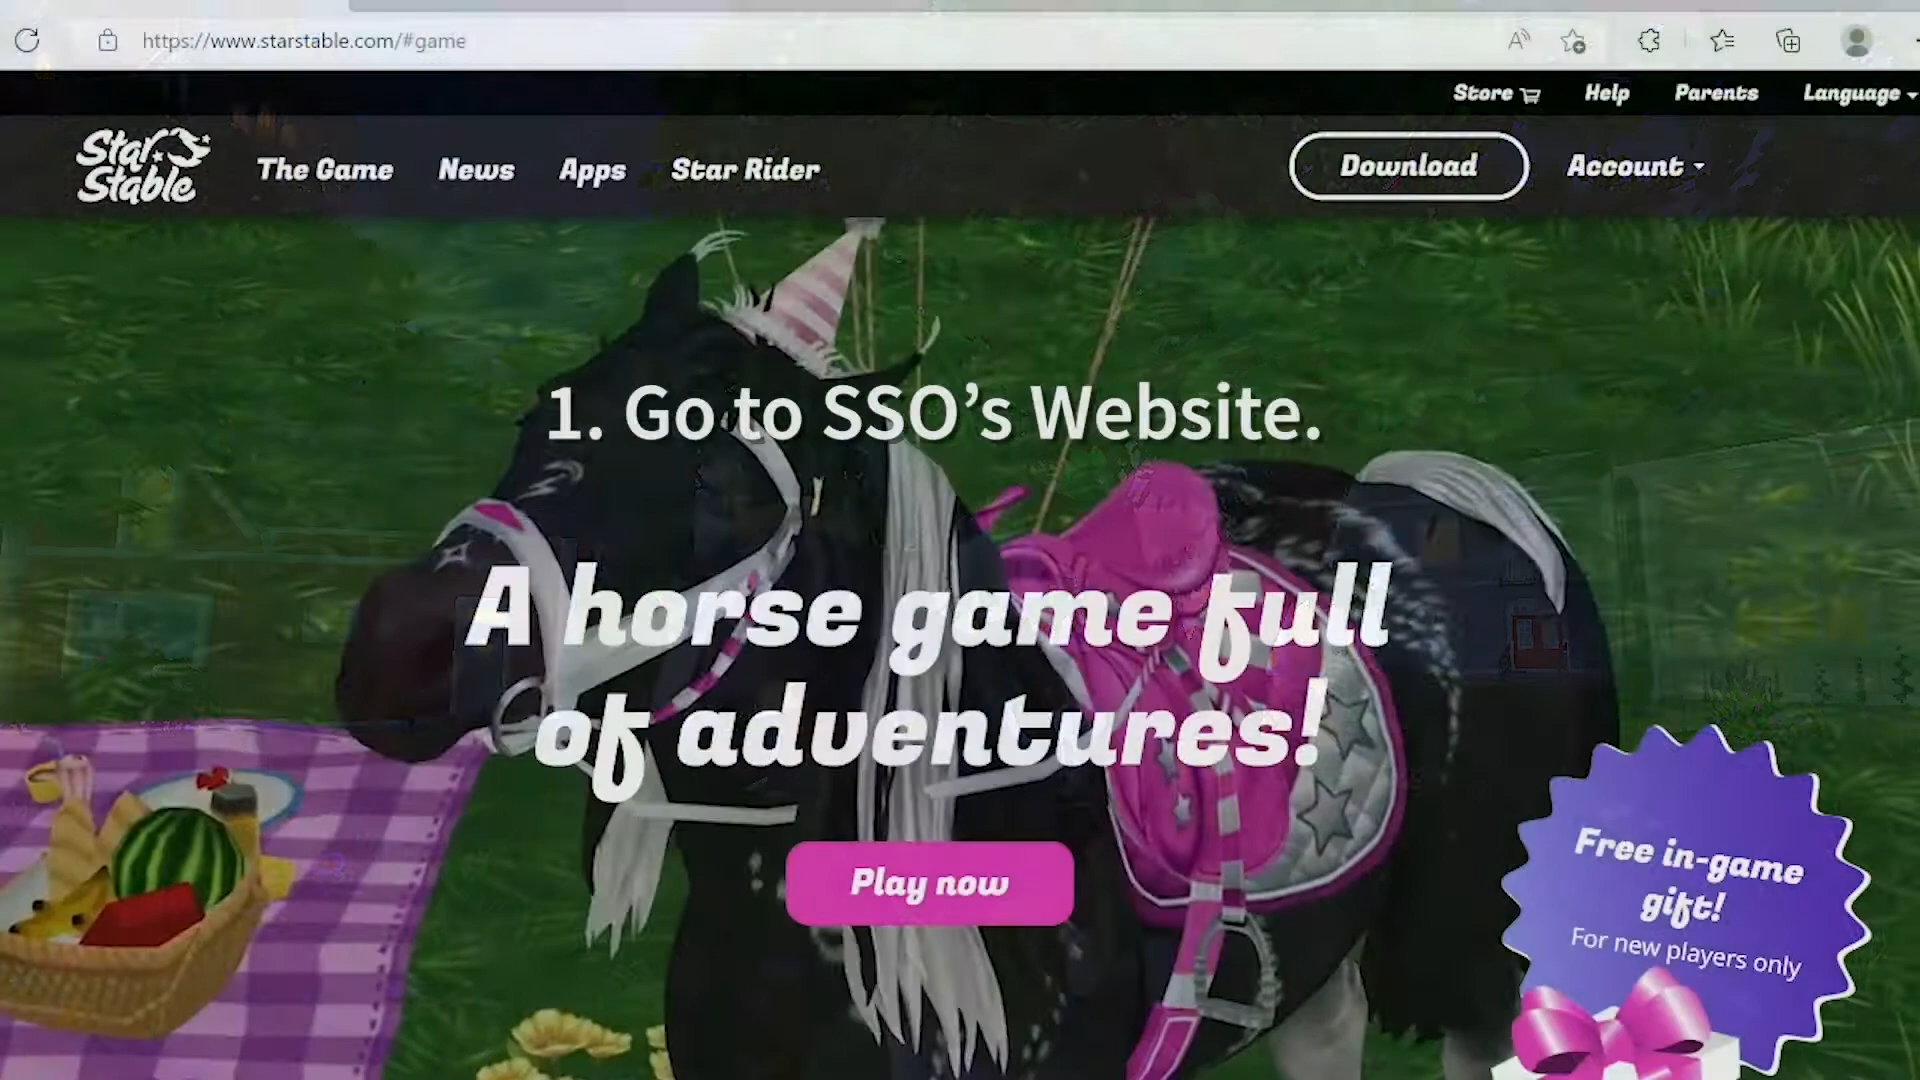 https://www.starstable.com/#game
Store
Help
Parents
Language
Star Stable
The Game
News
Apps
Star Rider
Download
Account
1. Go to SSO’s Website.
A horse game full
of adventures!
Play now
Free in-game
gift!
For new players only